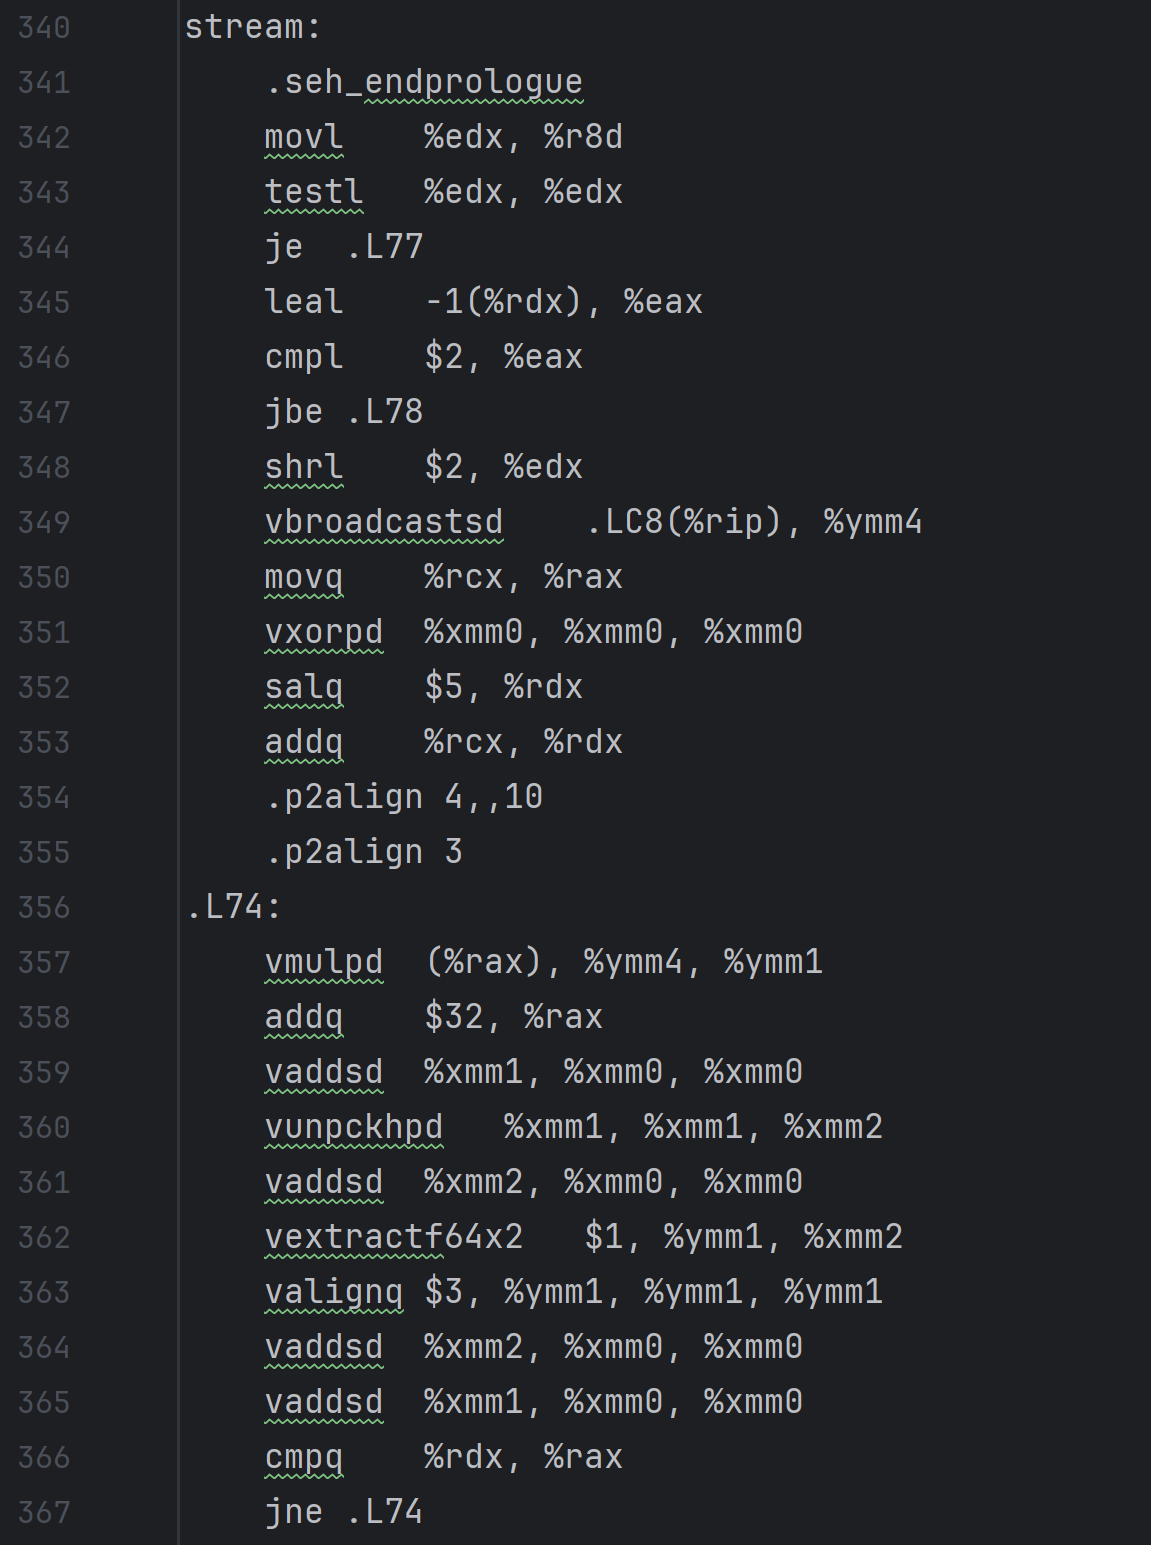 340 stream:
341     .seh_endprologue
342     movl    %edx, %r8d
343     testl   %edx, %edx
344     je  .L77
345     leal    -1(%rdx), %eax
346     cmpl    $2, %eax
347     jbe .L78
348     shrl    $2, %edx
349     vbroadcastsd    .LC8(%rip), %ymm4
350     movq    %rcx, %rax
351     vxorpd  %xmm0, %xmm0, %xmm0
352     salq    $5, %rdx
353     addq    %rcx, %rdx
354     .p2align 4,,10
355     .p2align 3
356 .L74:
357     vmulpd  (%rax), %ymm4, %ymm1
358     addq    $32, %rax
359     vaddsd  %xmm1, %xmm0, %xmm0
360     vunpckhpd   %xmm1, %xmm1, %xmm2
361     vaddsd  %xmm2, %xmm0, %xmm0
362     vextractf64x2   $1, %ymm1, %xmm2
363     valignq $3, %ymm1, %ymm1, %ymm1
364     vaddsd  %xmm2, %xmm0, %xmm0
365     vaddsd  %xmm1, %xmm0, %xmm0
366     cmpq    %rdx, %rax
367     jne .L74